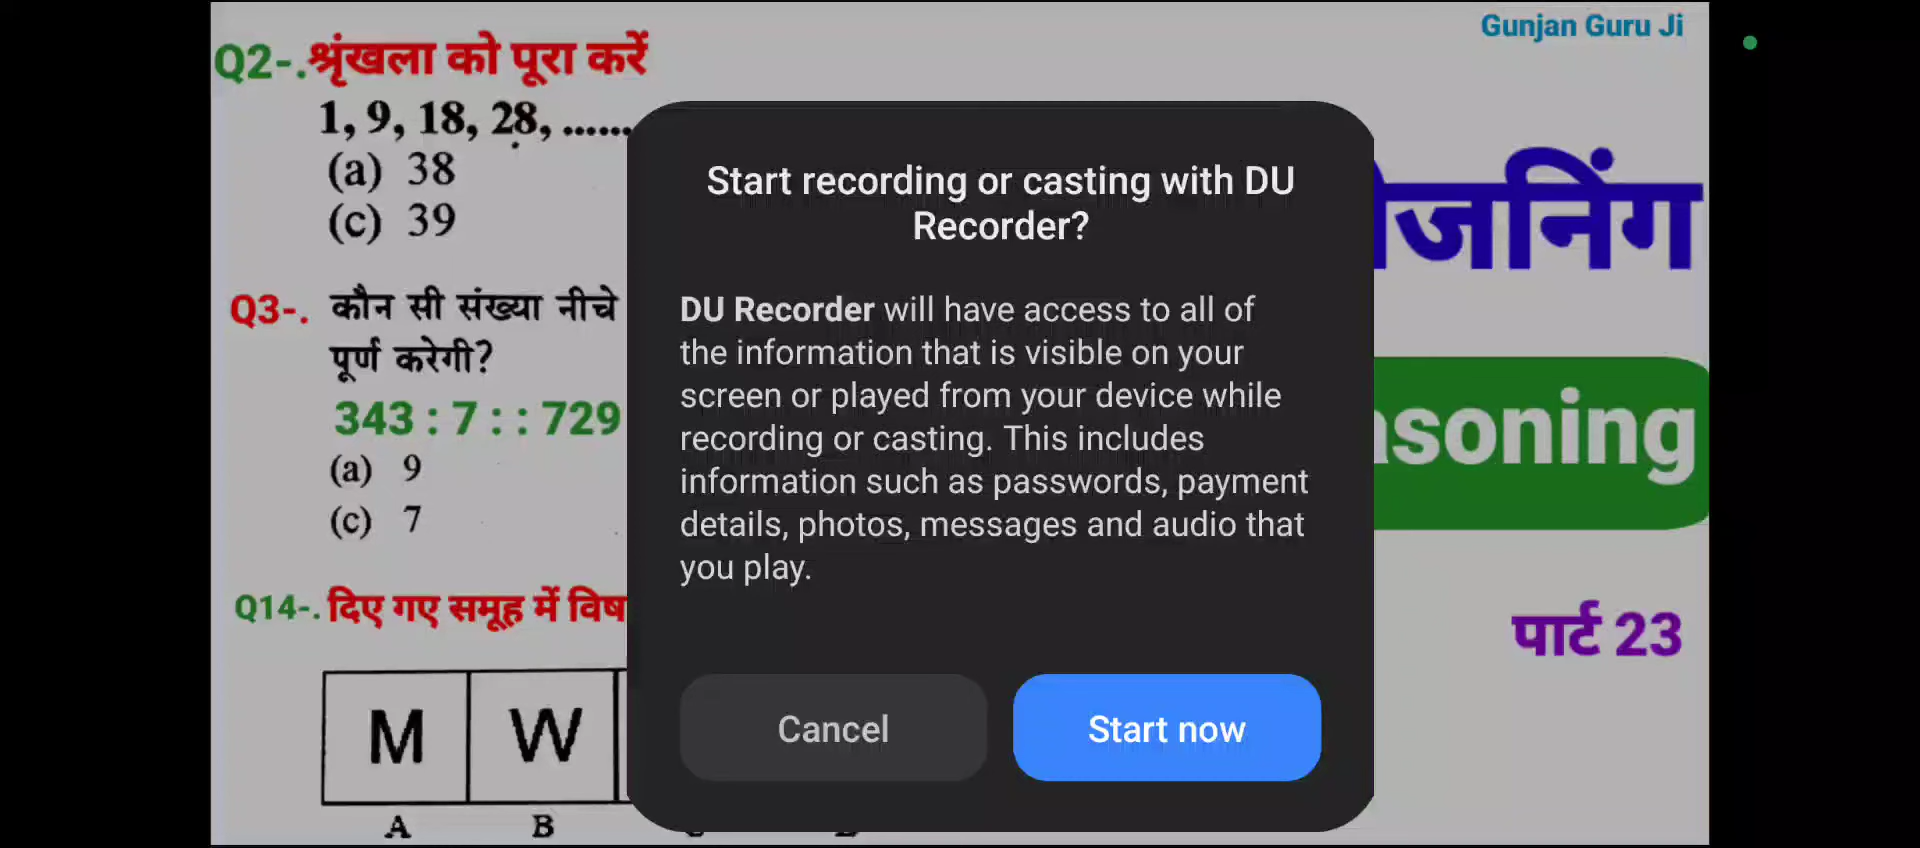 Gunjan Guru Ji
Q2-.श्रृंखला को पूरा करें
1, 9, 18, 28, ......
(a) 38
(c) 39
Q3-. कौन सी संख्या नीचे
पूर्ण करेगी?
343 : 7 : : 729
(a) 9
(c) 7
Q14-. दिए गए समूह में
M W
A B
Start recording or casting with DU
Recorder?
DU Recorder will have access to all of
the information that is visible on your
screen or played from your device while
recording or casting. This includes
information such as passwords, payment
details, photos, messages and audio that
you play.
Cancel Start now
पार्ट 23